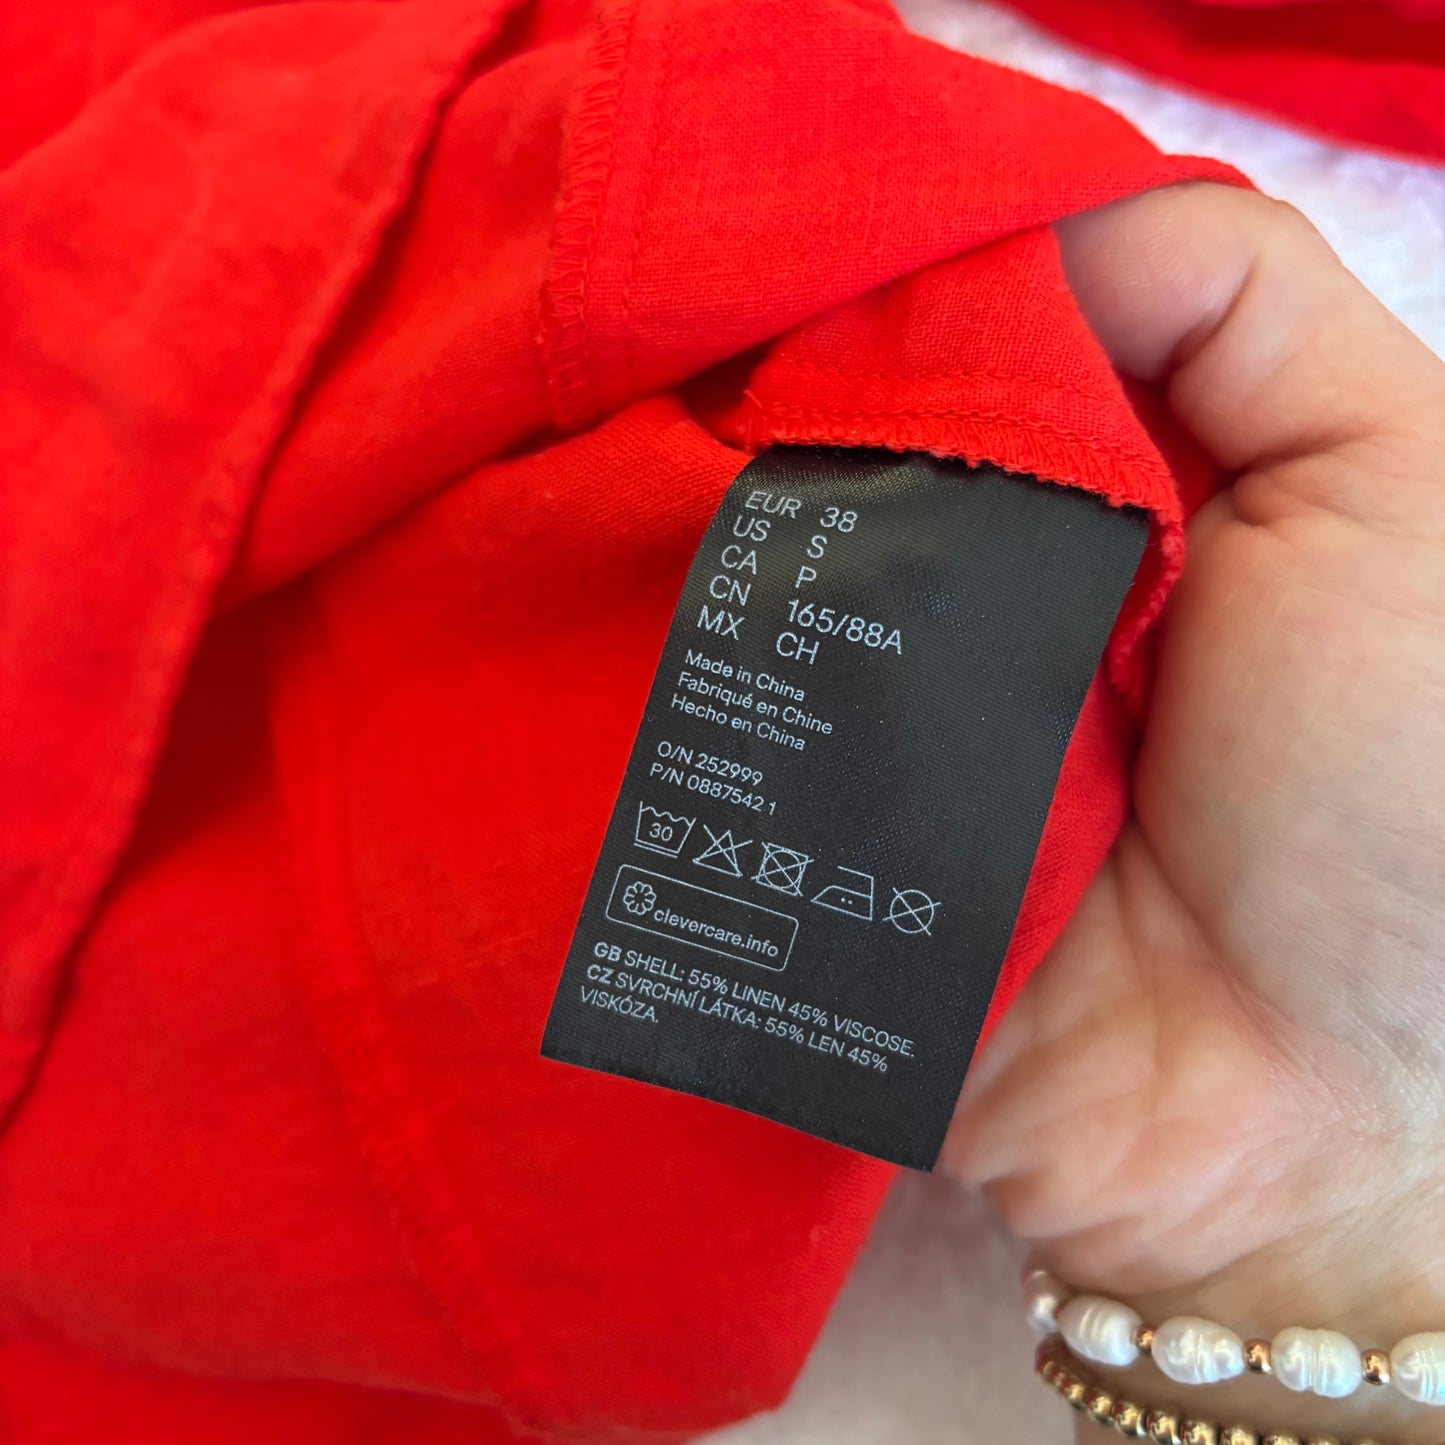 EUR 38
US S
CA P
CN 165/88A
MX CH
Made in China
Fabriqué en Chine
Hecho en China
O/N 252999
P/N 0887542 1
30
clevercare.info
GB SHELL: 55% LINEN 45% VISCOSE.
CZ SVRCHNÍ LÁTKA: 55% LEN 45%
VISKÓZA.